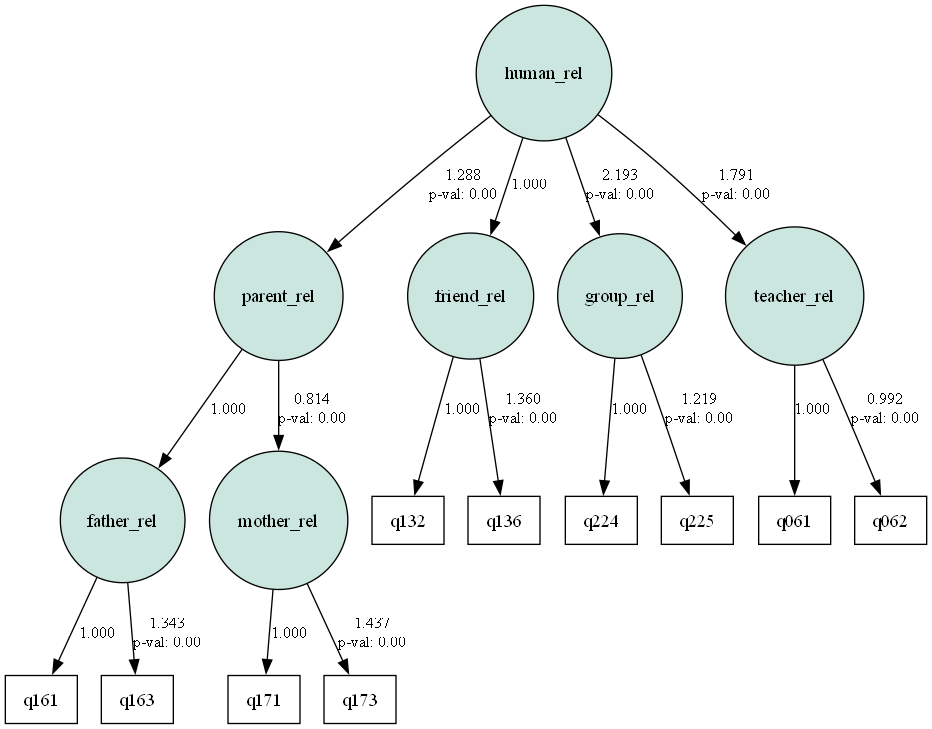 human_rel
1.288
p-val: 0.00
1.000
2.193
p-val: 0.00
1.791
p-val: 0.00
parent_rel
friend_rel
group_rel
teacher_rel
1.000
0.814
p-val: 0.00
1.000
1.360
p-val: 0.00
1.000
1.219
p-val: 0.00
1.000
0.992
p-val: 0.00
father_rel
mother_rel
q132
q136
q224
q225
q061
q062
1.000
1.343
p-val: 0.00
1.000
1.437
p-val: 0.00
q161
q163
q171
q173